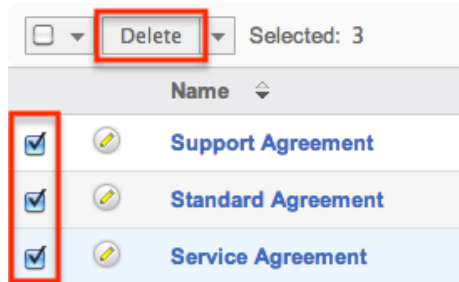 Delete Selected: 3
Name
Support Agreement
Standard Agreement
Service Agreement